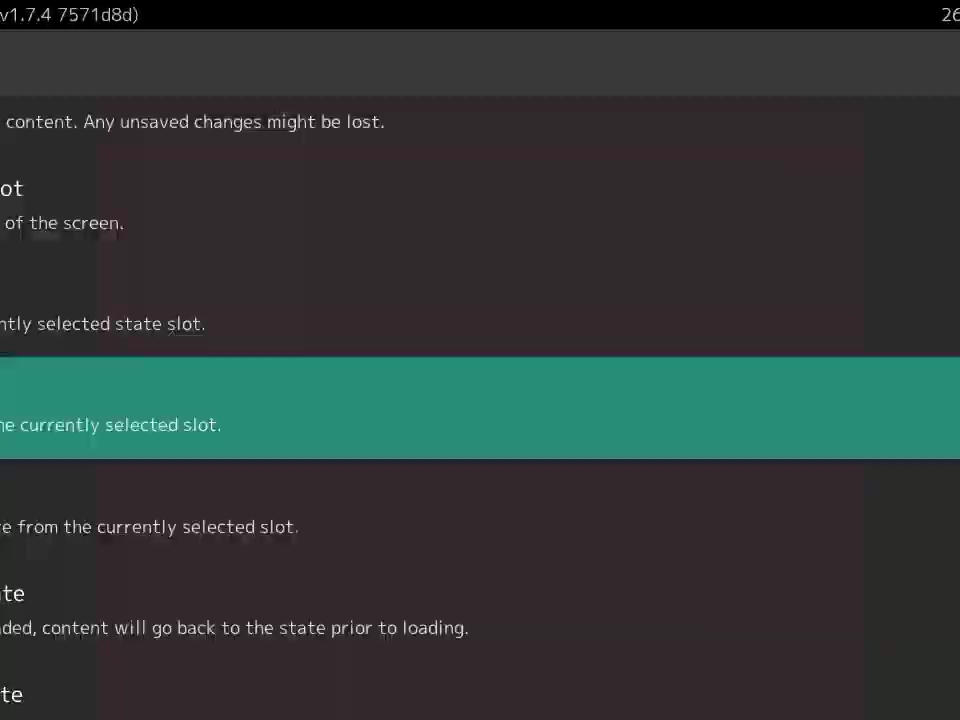 v1.7.4 7571d8d) 26
content. Any unsaved changes might be lost.
ot
of the screen.
ntly selected state slot.
he currently selected slot.
e from the currently selected slot.
ate
ded, content will go back to the state prior to loading.
te